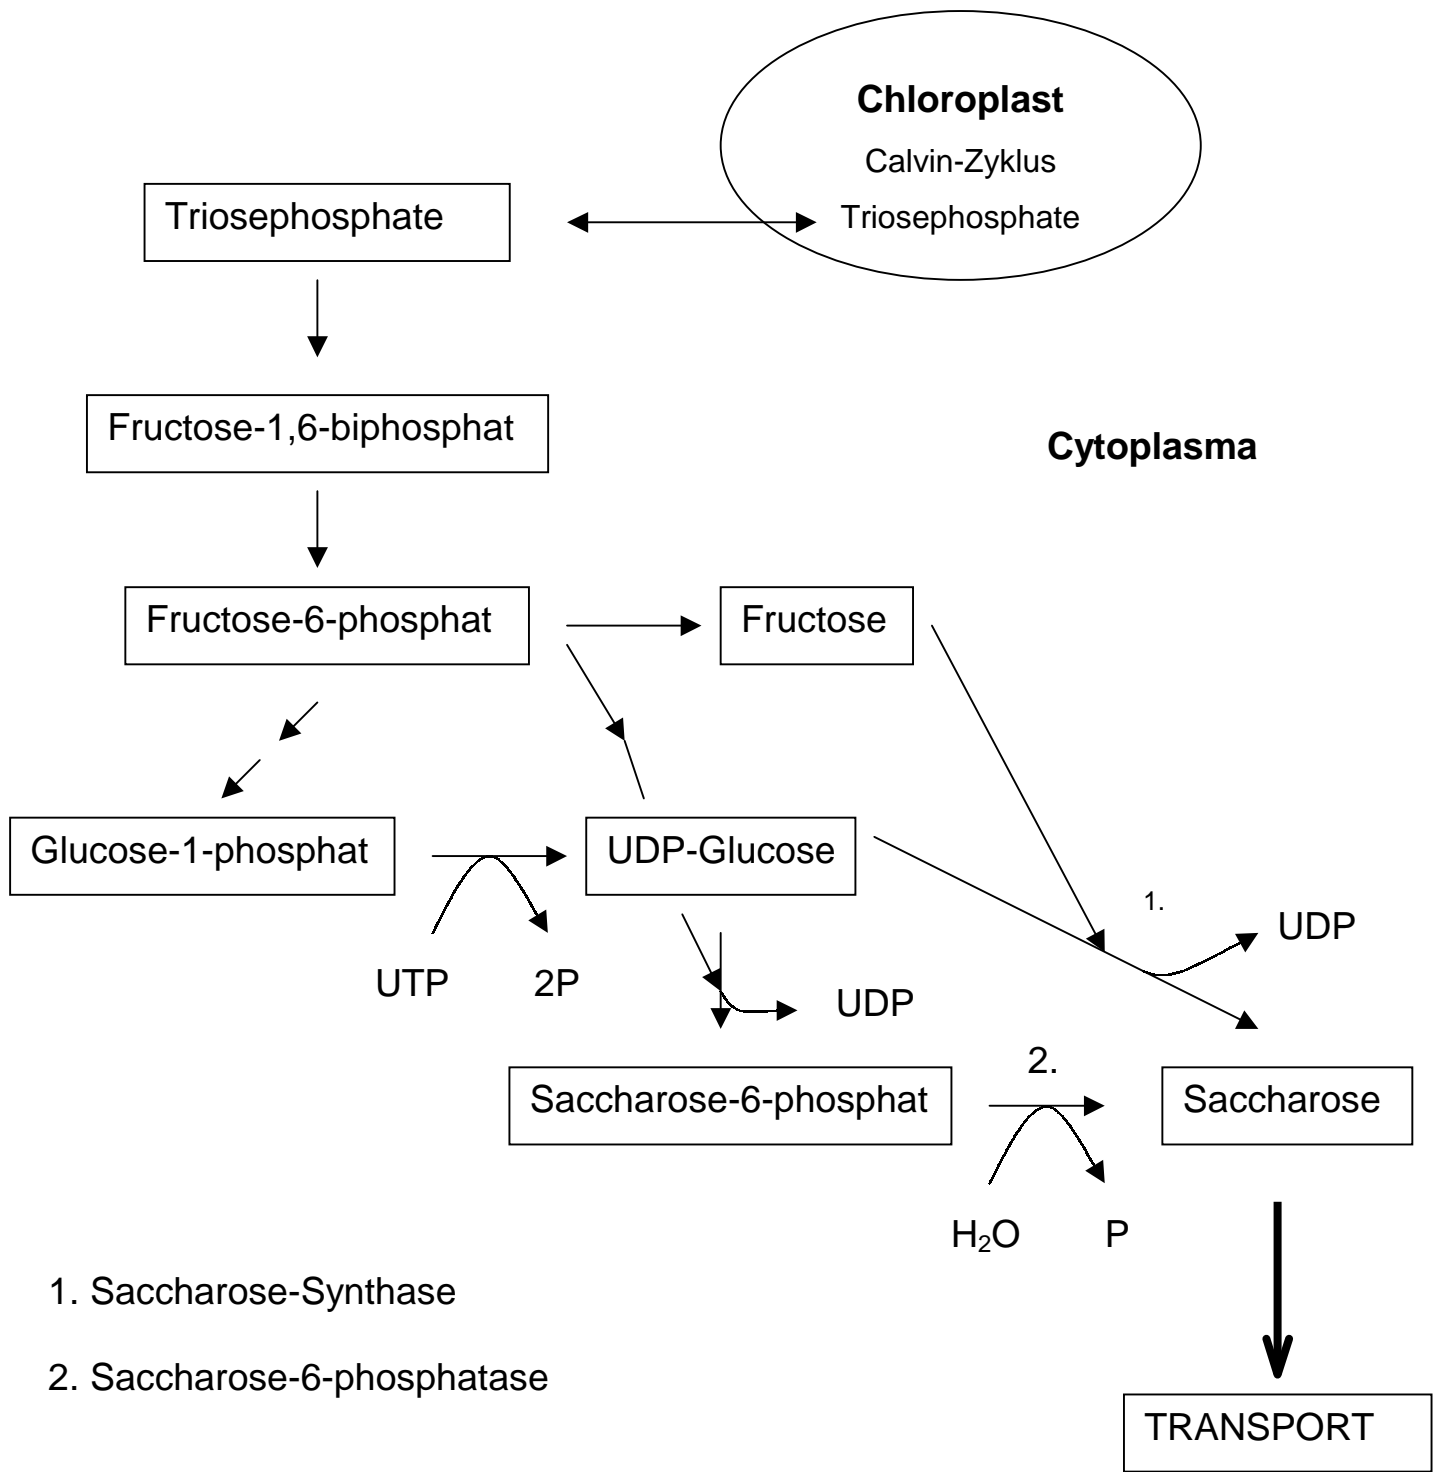 Chloroplast
Calvin-Zyklus
Triosephosphate
Triosephosphate
Fructose-1,6-biphosphat
Cytoplasma
Fructose-6-phosphat
Fructose
Glucose-1-phosphat
UDP-Glucose
1.
UDP
UTP
2P
UDP
2.
Saccharose-6-phosphat
Saccharose
H₂O
P
1. Saccharose-Synthase
2. Saccharose-6-phosphatase
TRANSPORT